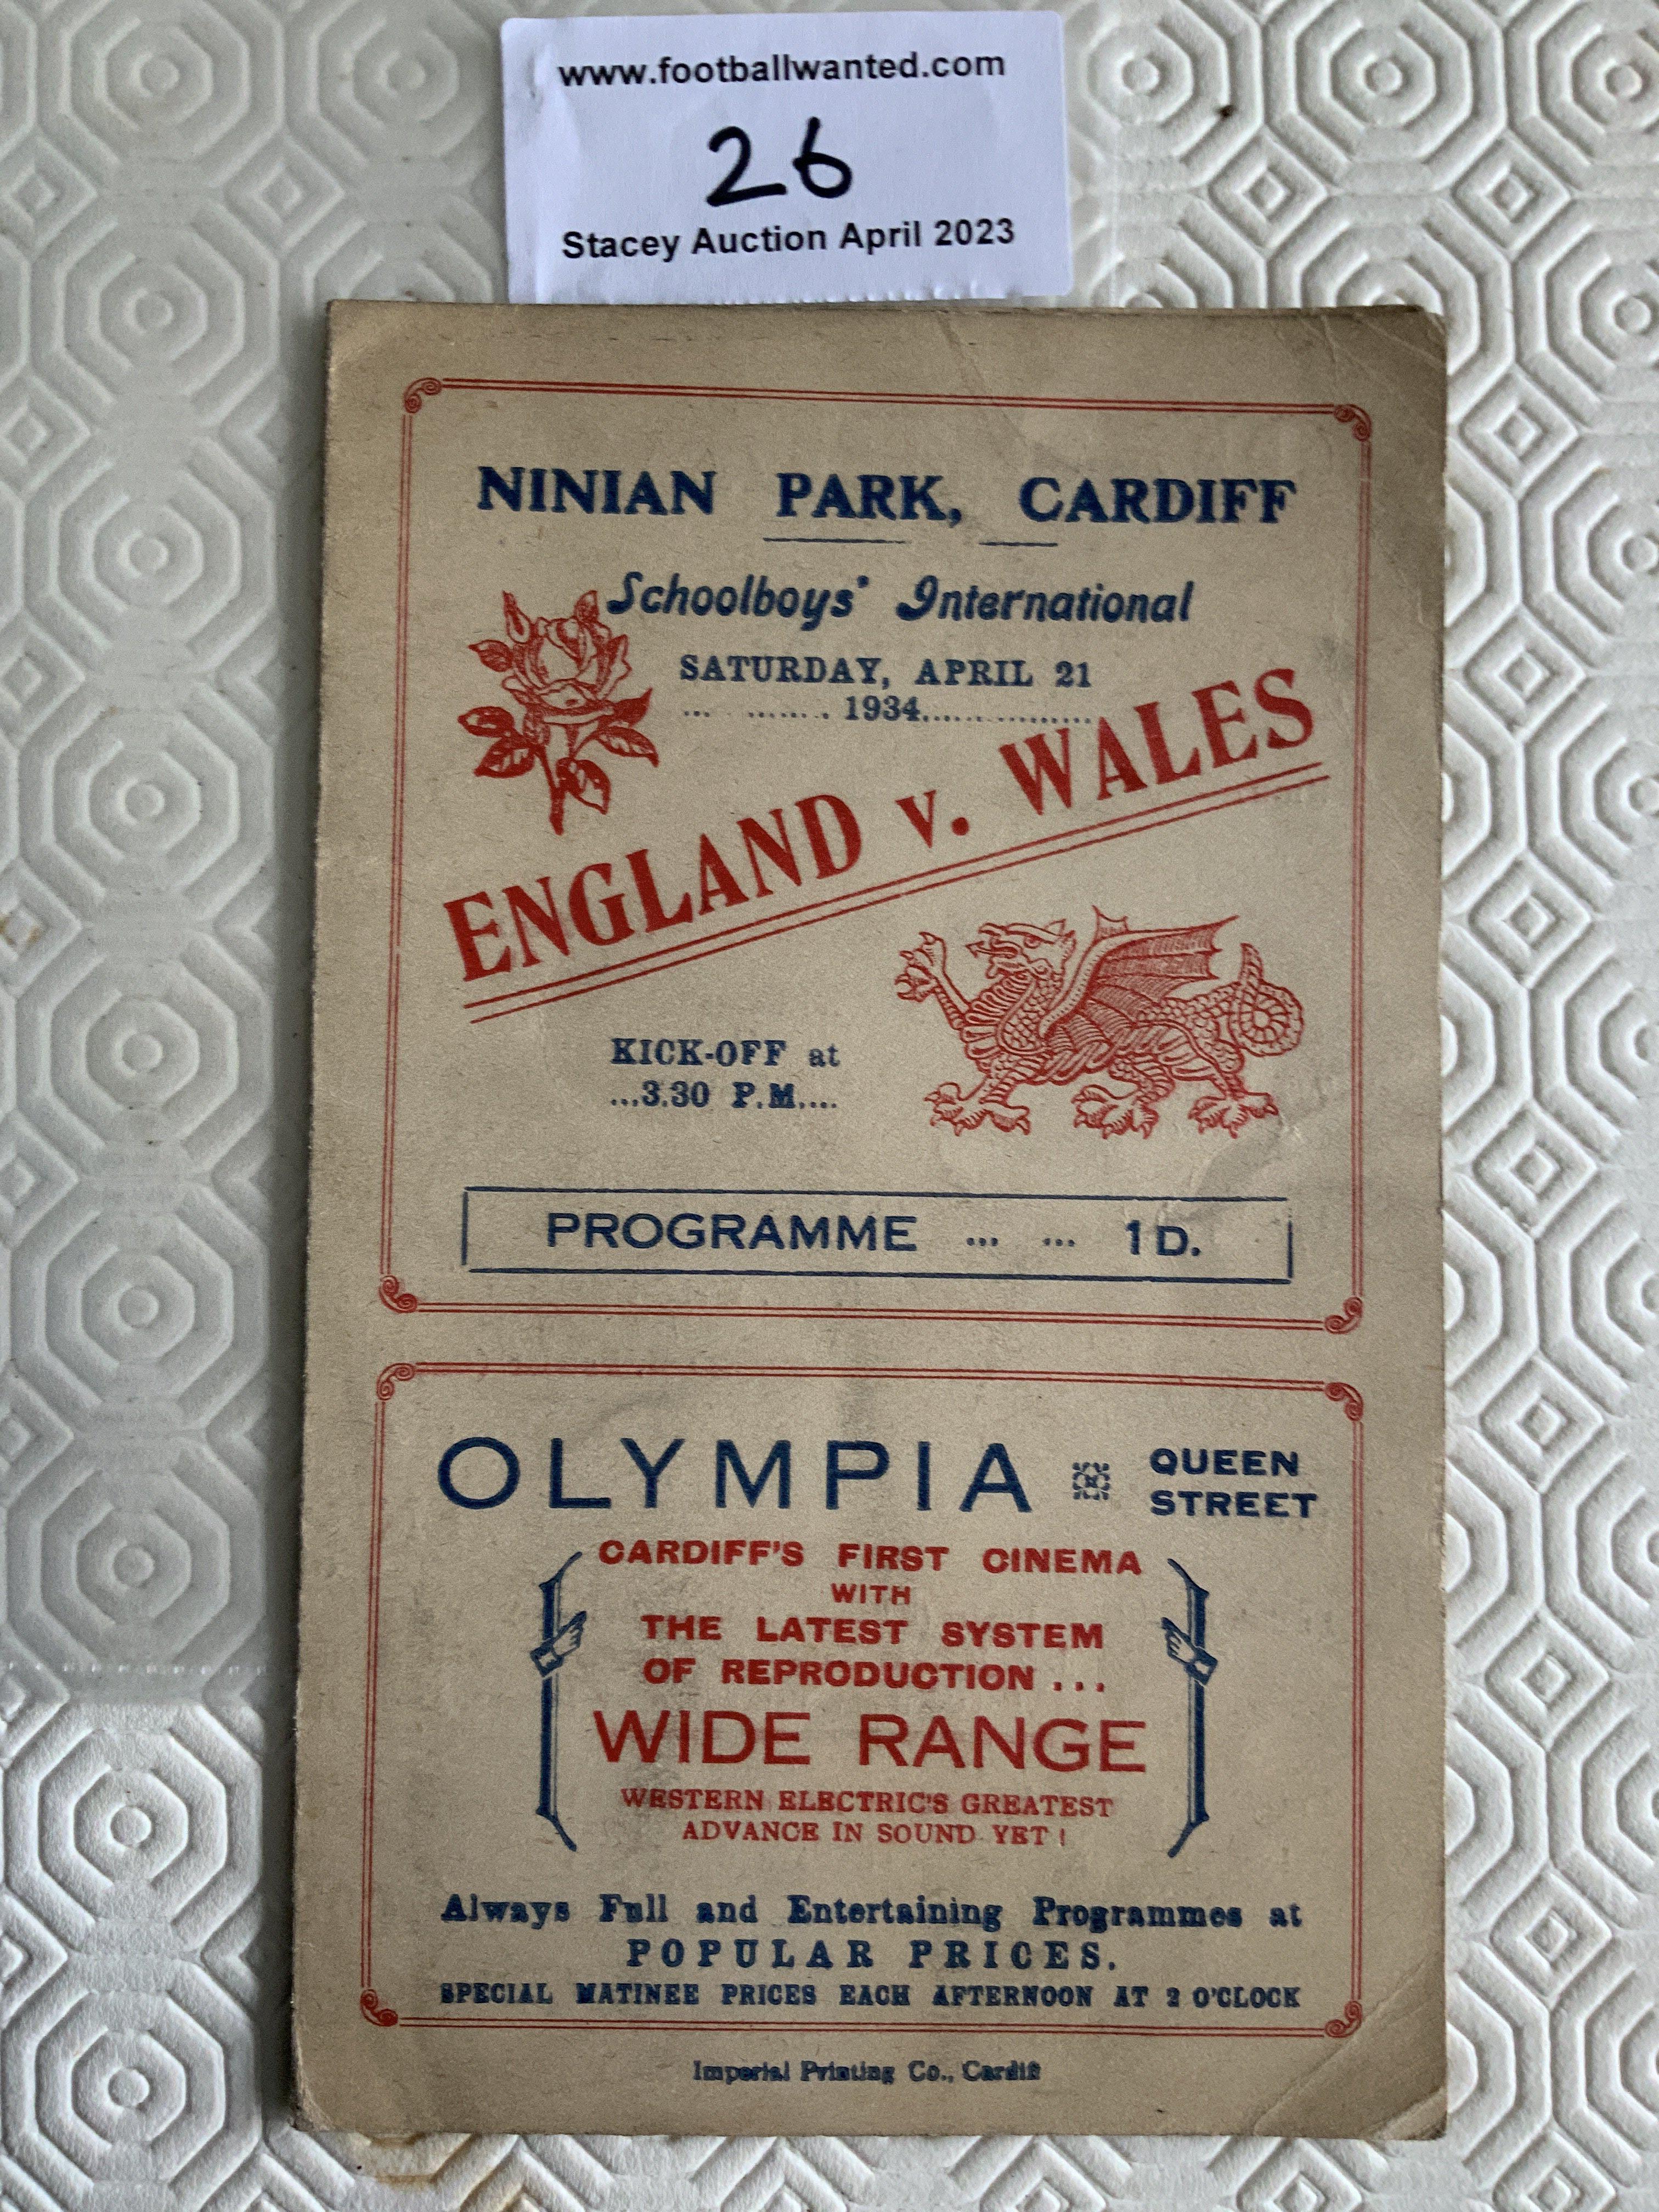 www.footballwanted.com
26
Stacey Auction April 2023
NINIAN PARK, CARDIFF
Schoolboys' International
SATURDAY, APRIL 21
... ....... 1934..................
ENGLAND v. WALES
KICK-OFF at
...3.30 P.M....
PROGRAMME ... ... 1D.
OLYMPIA QUEEN STREET
CARDIFF'S FIRST CINEMA
WITH
THE LATEST SYSTEM
OF REPRODUCTION ...
WIDE RANGE
WESTERN ELECTRIC'S GREATEST
ADVANCE IN SOUND YET !
Always Full and Entertaining Programmes at
POPULAR PRICES.
SPECIAL MATINEE PRICES EACH AFTERNOON AT 2 O'CLOCK
Imperial Printing Co., Cardiff